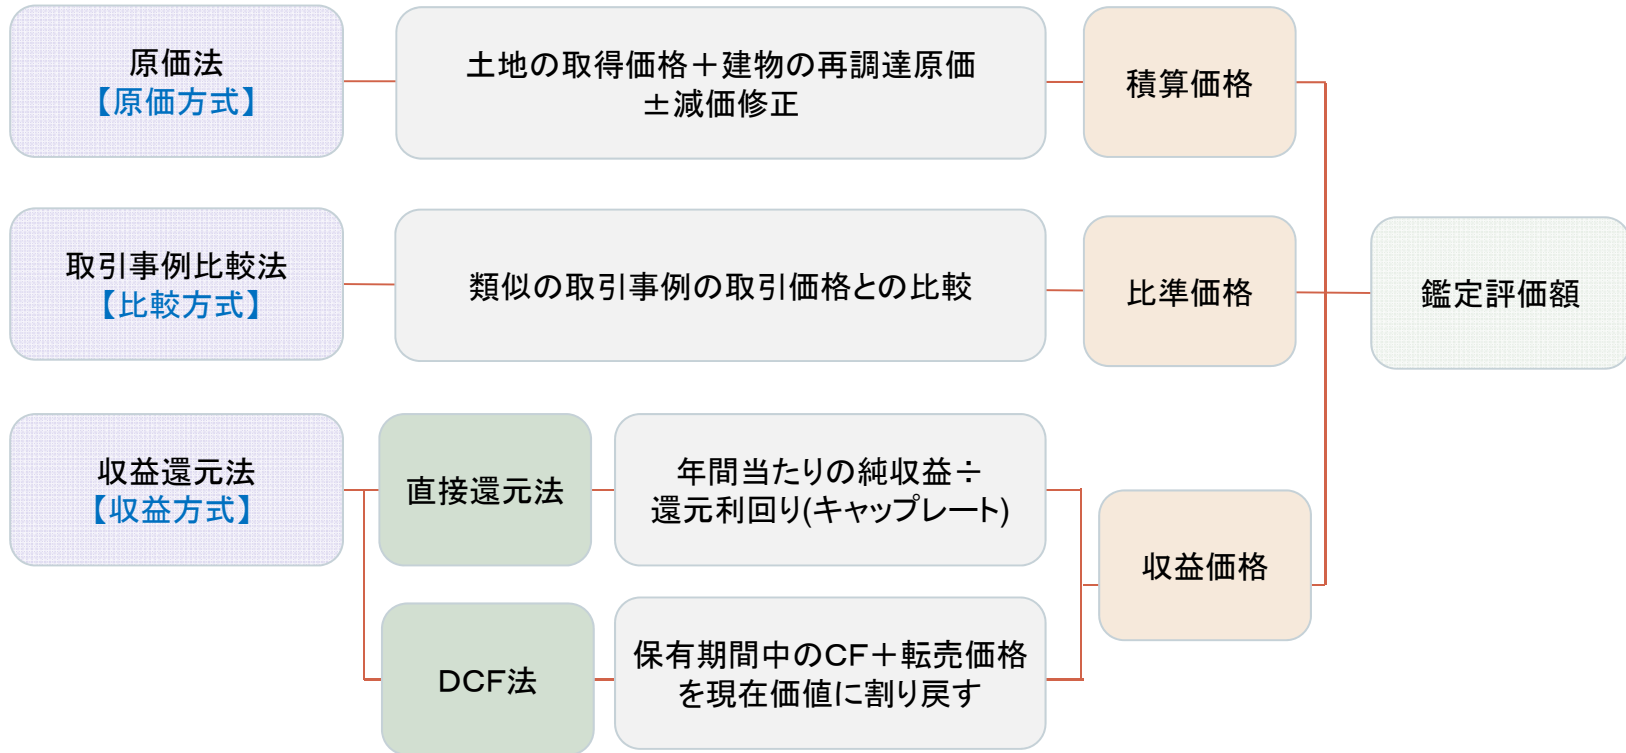 原価法
【原価方式】
土地の取得価格＋建物の再調達原価
±減価修正
積算価格
取引事例比較法
【比較方式】
類似の取引事例の取引価格との比較
比準価格
鑑定評価額
収益還元法
【収益方式】
直接還元法
年間当たりの純収益÷
還元利回り(キャップレート)
収益価格
DCF法
保有期間中のCF＋転売価格
を現在価値に割り戻す